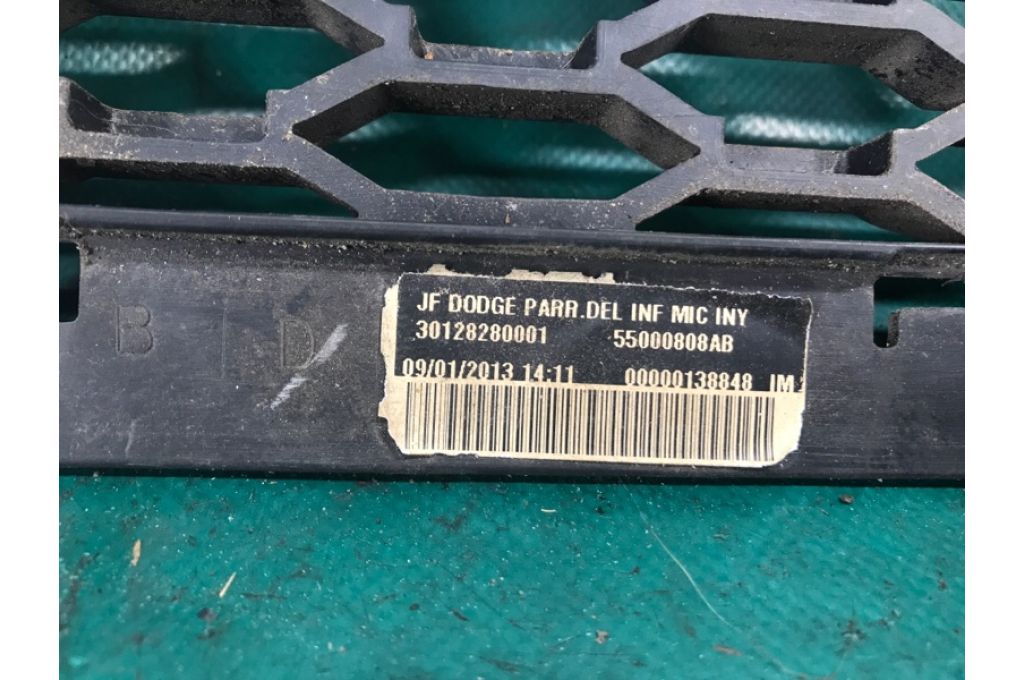 JF DODGE PARR.DEL INF MIC INY
30128280001 55000808AB
09/01/2013 14:11 00000138848 IM
B I D